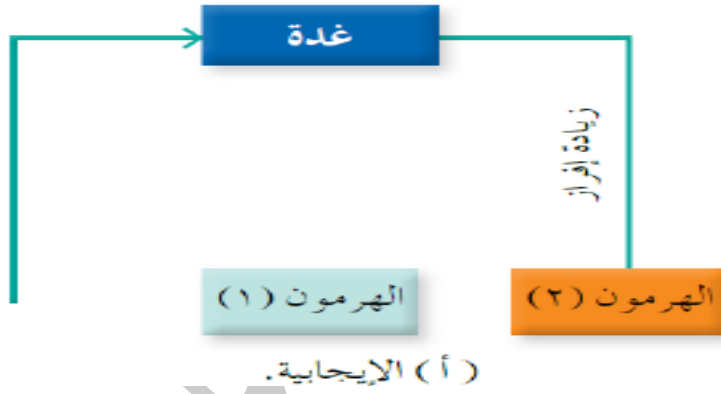 غدة
زيادة إفراز
الهرمون (٢)
الهرمون (١)
(أ) الإيجابية.